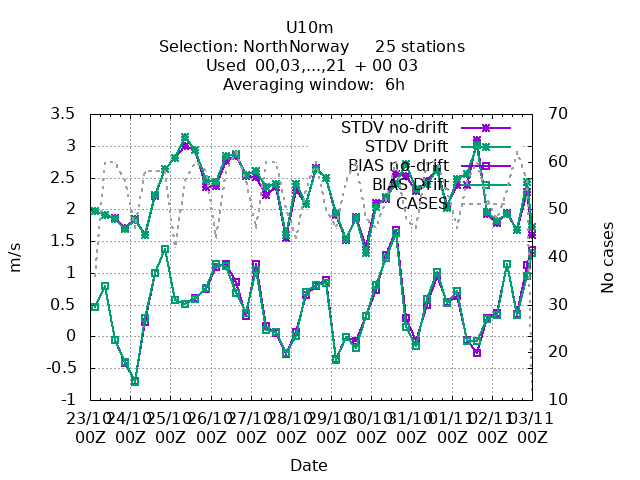 U10m
Selection: NorthNorway 25 stations
Used 00,03,...,21 + 00 03
Averaging window: 6h
3.5
3
2.5
2
1.5
1
0.5
0
-0.5
-1
70
60
50
40
30
20
10
STDV no-drift
STDV Drift
BIAS no-drift
BIAS Drift
CASES
m/s
No cases
23/10 24/10 25/10 26/10 27/10 28/10 29/10 30/10 31/10 01/11 02/11 03/11
00Z 00Z 00Z 00Z 00Z 00Z 00Z 00Z 00Z 00Z 00Z 00Z
Date